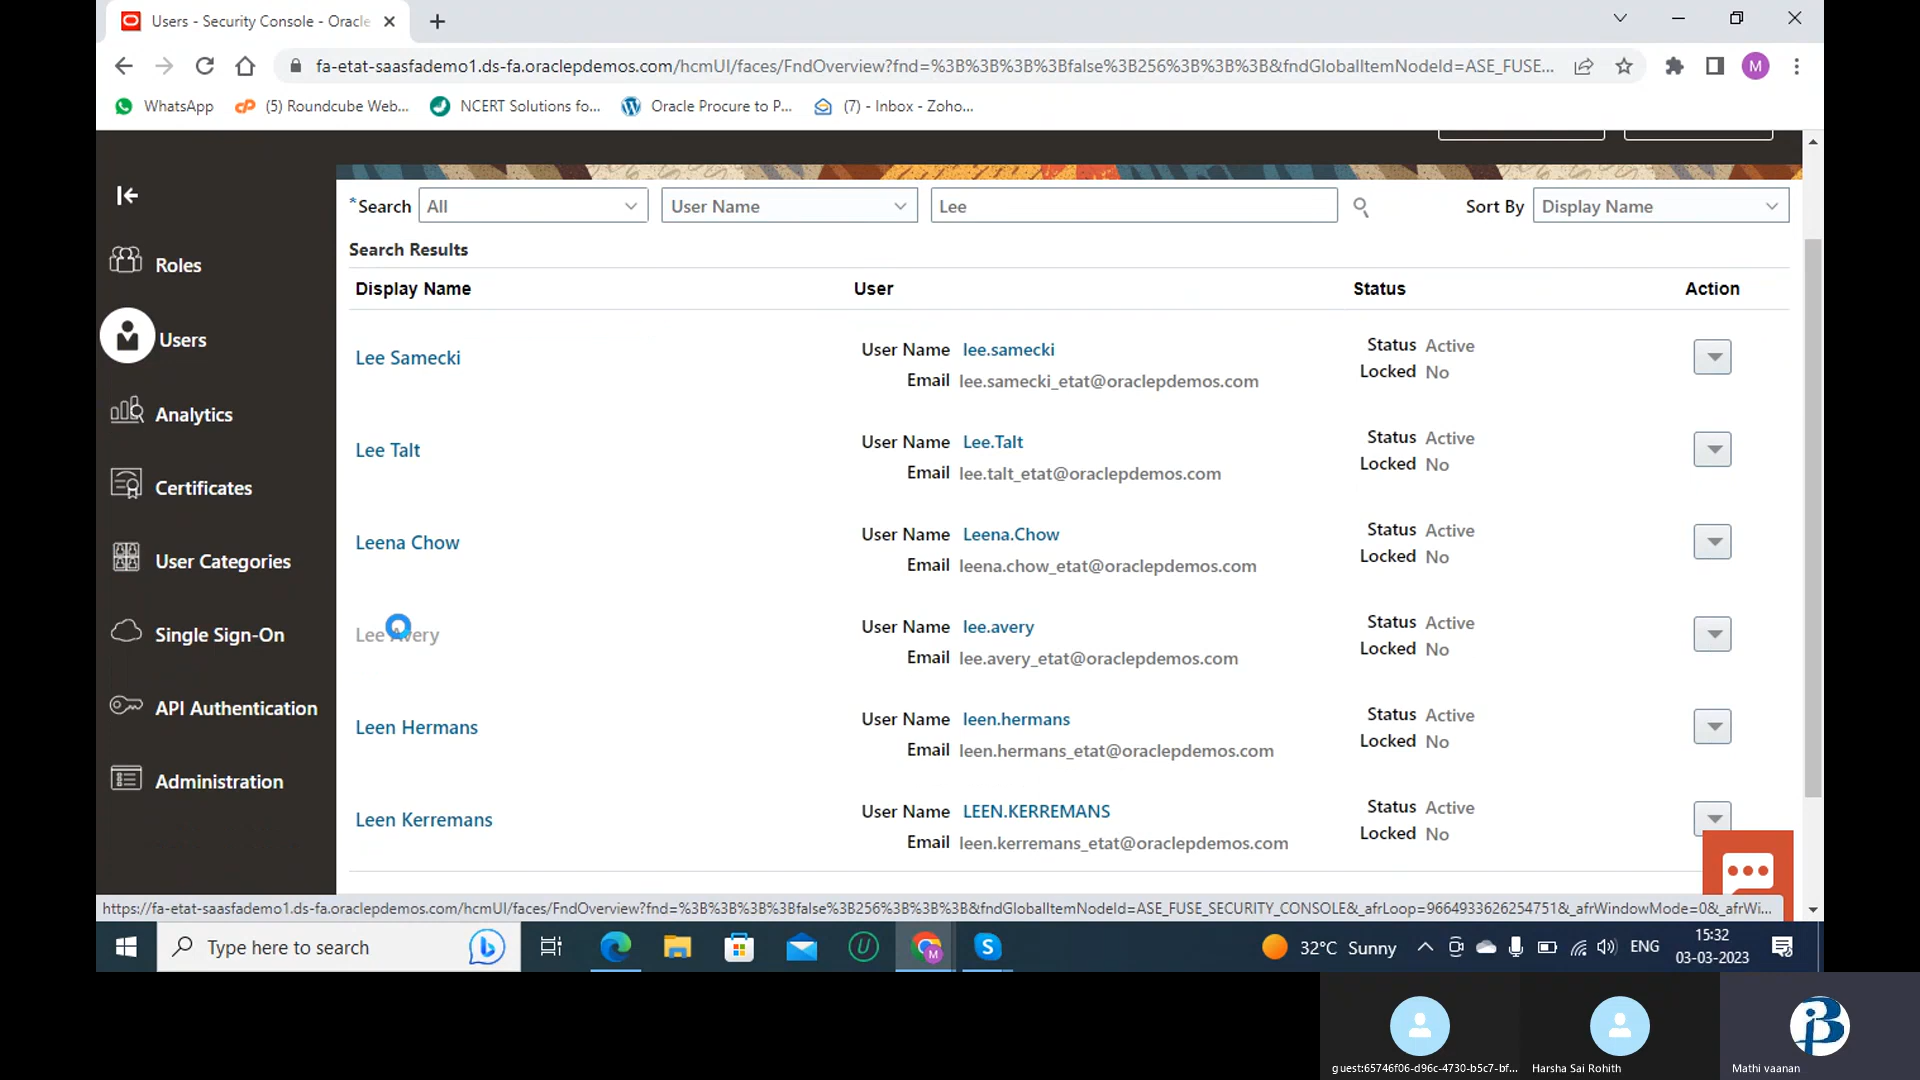 Users - Security Console - Oracle
fa-etat-saasfademo1.ds-fa.oraclepdemos.com/hcmUI/faces/FndOverview?fnd=%3B%3B%3B%3Bfalse%3B256%3B%3B%3B&fndGlobalItemNodeId=ASE_FUSE...
M
WhatsApp
(5) Roundcube Web...
NCERT Solutions fo...
Oracle Procure to P...
(7) - Inbox - Zoho...
*Search All User Name Lee Sort By Display Name
Search Results
Display Name User Status Action
Roles
Users
Analytics
Certificates
User Categories
Single Sign-On
API Authentication
Administration
Lee Samecki User Name lee.samecki Status Active
Email lee.samecki_etat@oraclepdemos.com Locked No
Lee Talt User Name Lee.Talt Status Active
Email lee.talt_etat@oraclepdemos.com Locked No
Leena Chow User Name Leena.Chow Status Active
Email leena.chow_etat@oraclepdemos.com Locked No
Lee Avery User Name lee.avery Status Active
Email lee.avery_etat@oraclepdemos.com Locked No
Leen Hermans User Name leen.hermans Status Active
Email leen.hermans_etat@oraclepdemos.com Locked No
Leen Kerremans User Name LEEN.KERREMANS Status Active
Email leen.kerremans_etat@oraclepdemos.com Locked No
https://fa-etat-saasfademo1.ds-fa.oraclepdemos.com/hcmUI/faces/FndOverview?fnd=%3B%3B%3B%3Bfalse%3B256%3B%3B%3B&fndGlobalItemNodeId=ASE_FUSE_SECURITY_CONSOLE&_afrLoop=9664933626254751&_afrWindowMode=0&_afrWi...
Type here to search
32°C Sunny
ENG
15:32
03-03-2023
guest:65746f06-d96c-4730-b5c7-bf...
Harsha Sai Rohith
Mathi vaanan